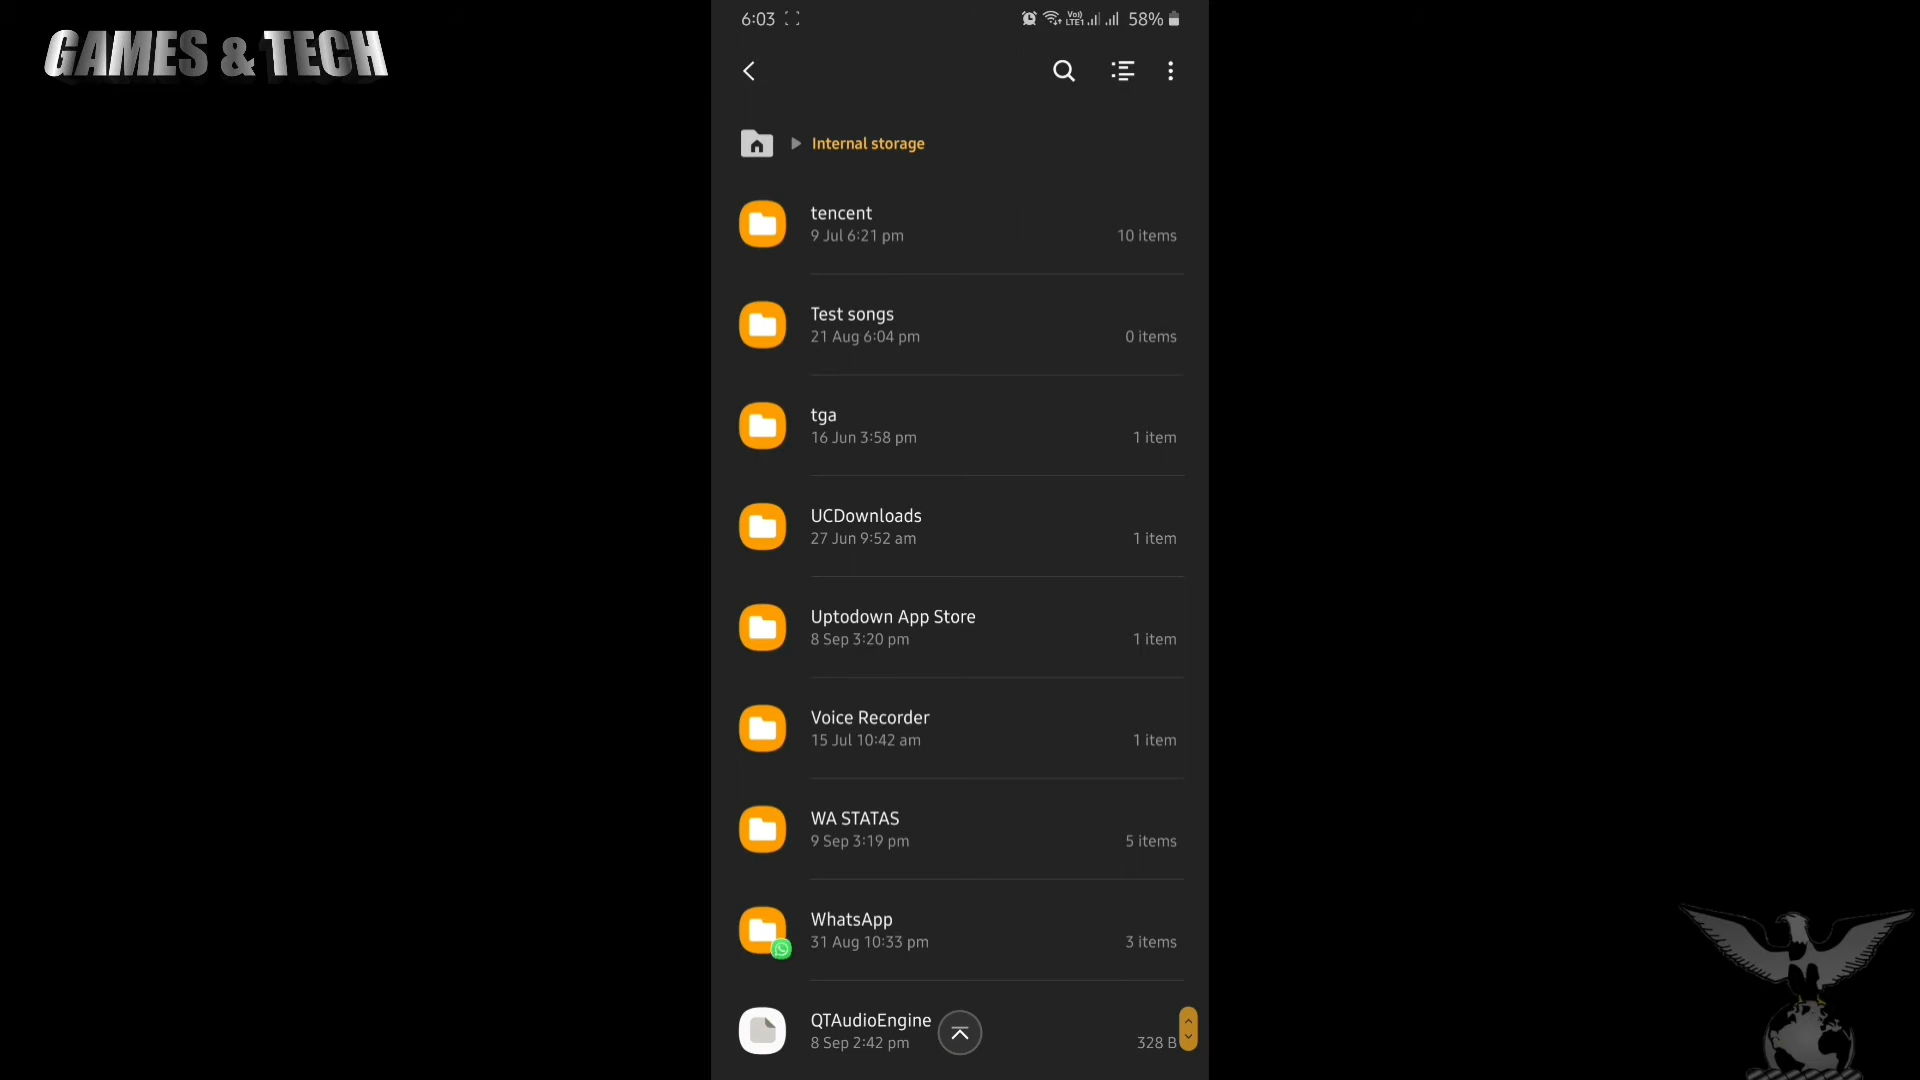 GAMES & TECH
6:03
Vo) LTE1 58%
Internal storage
tencent
9 Jul 6:21 pm
10 items
Test songs
21 Aug 6:04 pm
0 items
tga
16 Jun 3:58 pm
1 item
UCDownloads
27 Jun 9:52 am
1 item
Uptodown App Store
8 Sep 3:20 pm
1 item
Voice Recorder
15 Jul 10:42 am
1 item
WA STATAS
9 Sep 3:19 pm
5 items
WhatsApp
31 Aug 10:33 pm
3 items
QTAudioEngine
8 Sep 2:42 pm
328 B